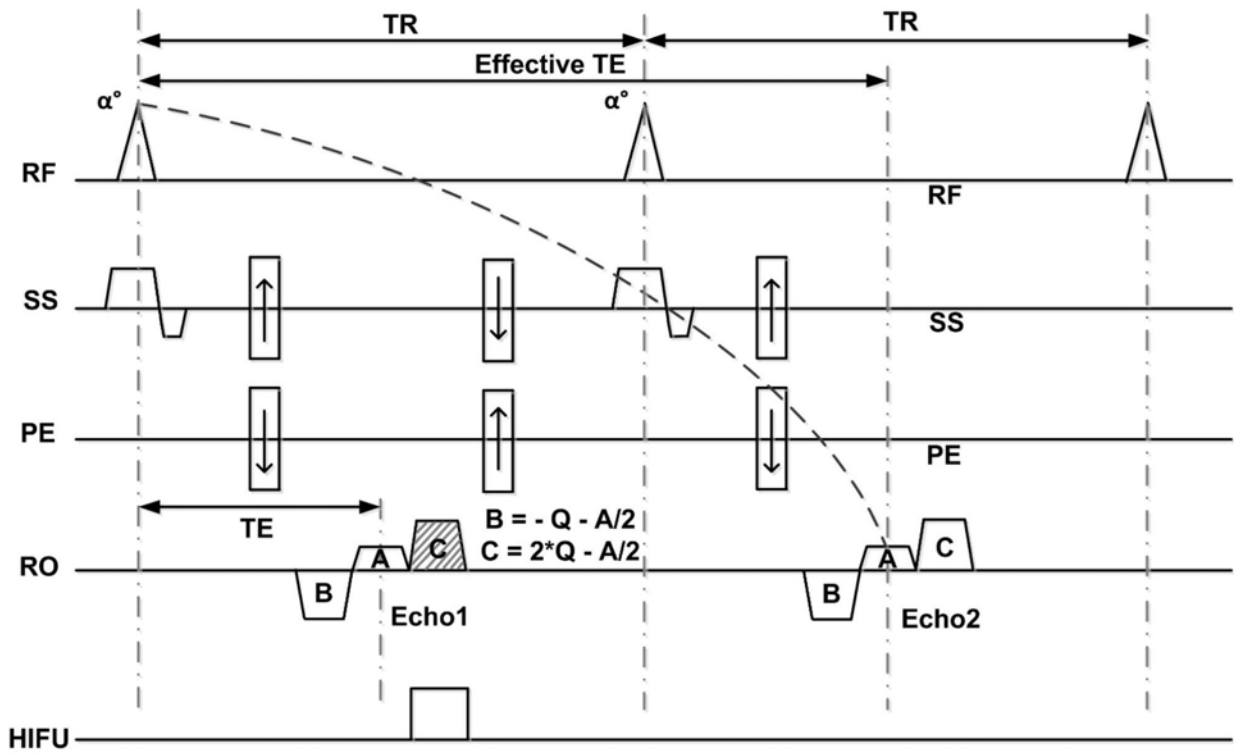 TR TR
Effective TE
α° α°
RF
RF
SS
SS
PE
PE
TE
B = - Q - A/2
C = 2*Q - A/2
RO B A C B A C
Echo1 Echo2
HIFU